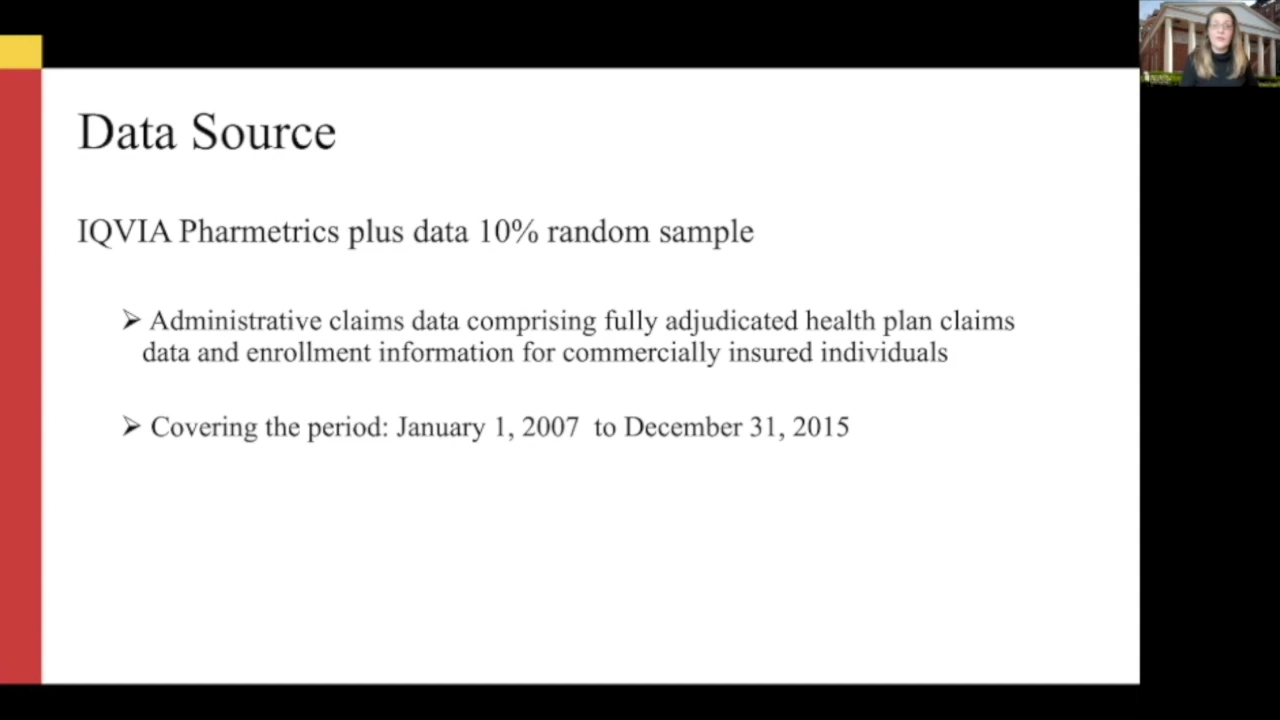 Data Source
IQVIA Pharmetrics plus data 10% random sample
➢ Administrative claims data comprising fully adjudicated health plan claims
data and enrollment information for commercially insured individuals
➢ Covering the period: January 1, 2007  to December 31, 2015